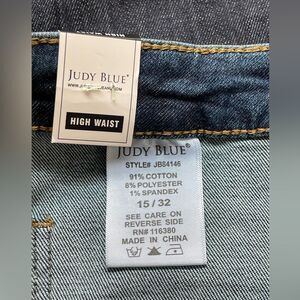 JUDY BLUE®
HIGH WAIST
JUDY BLUE®
STYLE# JB84146
91% COTTON
8% POLYESTER
1% SPANDEX
15 / 32
SEE CARE ON
REVERSE SIDE
RN# 116380
MADE IN CHINA